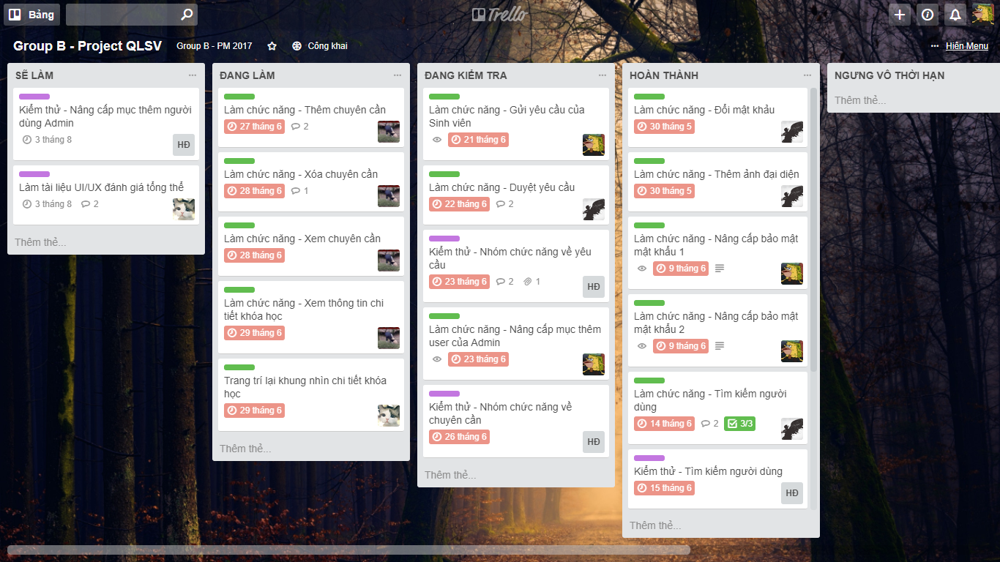 Bảng
Trello
Group B - Project QLSV
Group B - PM 2017
Công khai
Hiện Menu
SẼ LÀM
Kiểm thử - Nâng cấp mục thêm người
dùng Admin
3 tháng 8
HĐ
Làm tài liệu UI/UX đánh giá tổng thể
3 tháng 8 2
Thêm thẻ...
ĐANG LÀM
Làm chức năng - Thêm chuyên cần
27 tháng 6 2
Làm chức năng - Xóa chuyên cần
28 tháng 6 1
Làm chức năng - Xem chuyên cần
28 tháng 6
Làm chức năng - Xem thông tin chi
tiết khóa học
29 tháng 6
Trang trí lại khung nhìn chi tiết khóa
học
29 tháng 6
Thêm thẻ...
ĐANG KIỂM TRA
Làm chức năng - Gửi yêu cầu của
Sinh viên
21 tháng 6
Làm chức năng - Duyệt yêu cầu
22 tháng 6 2
Kiểm thử - Nhóm chức năng về yêu
cầu
23 tháng 6 2 1
HĐ
Làm chức năng - Nâng cấp mục thêm
user của Admin
23 tháng 6
Kiểm thử - Nhóm chức năng về
chuyên cần
26 tháng 6
HĐ
Thêm thẻ...
HOÀN THÀNH
Làm chức năng - Đổi mật khẩu
30 tháng 5
Làm chức năng - Thêm ảnh đại diện
30 tháng 5
Làm chức năng - Nâng cấp bảo mật
mật khẩu 1
9 tháng 6
Làm chức năng - Nâng cấp bảo mật
mật khẩu 2
9 tháng 6
Làm chức năng - Tìm kiếm người
dùng
14 tháng 6 2 3/3
Kiểm thử - Tìm kiếm người dùng
15 tháng 6
HĐ
Thêm thẻ...
NGƯNG VÔ THỜI HẠN
Thêm thẻ...